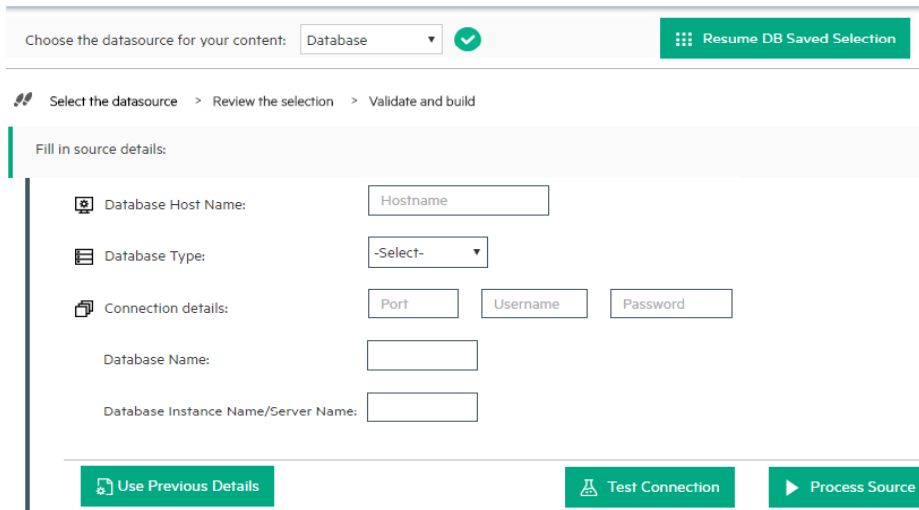 Choose the datasource for your content: Database Resume DB Saved Selection
Select the datasource > Review the selection > Validate and build
Fill in source details:
Database Host Name: Hostname
Database Type: -Select-
Connection details: Port Username Password
Database Name:
Database Instance Name/Server Name:
Use Previous Details Test Connection Process Source